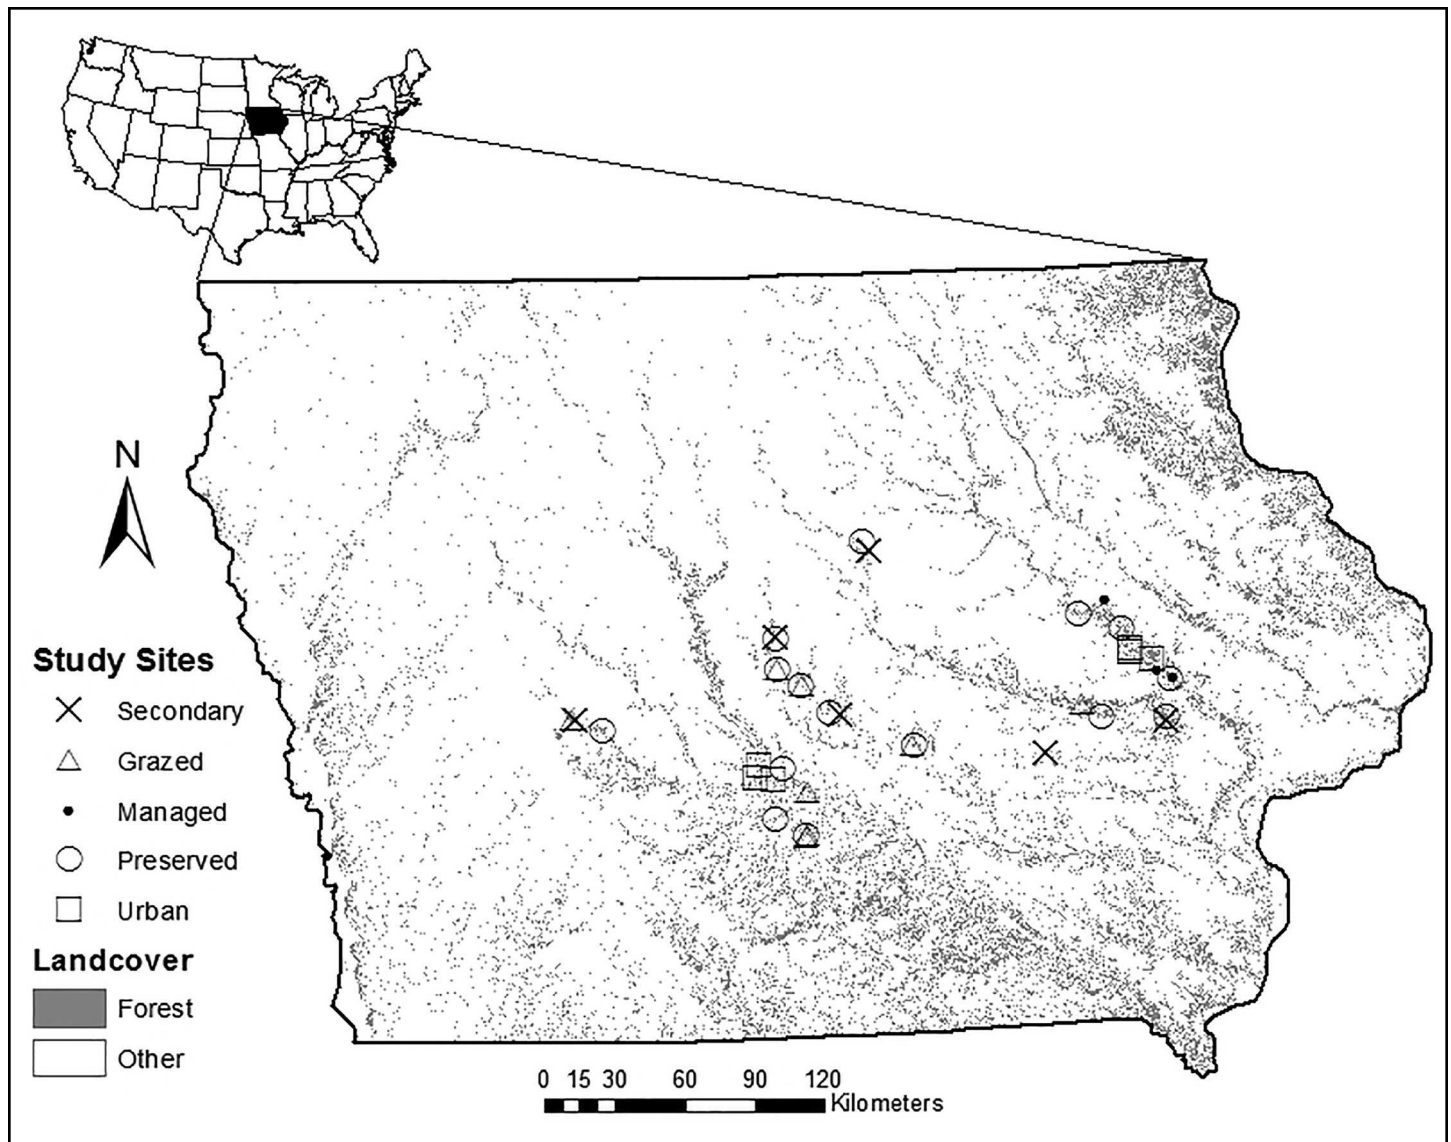 N
Study Sites
Secondary
Grazed
Managed
Preserved
Urban
Landcover
Forest
Other
0 15 30 60 90 120
Kilometers